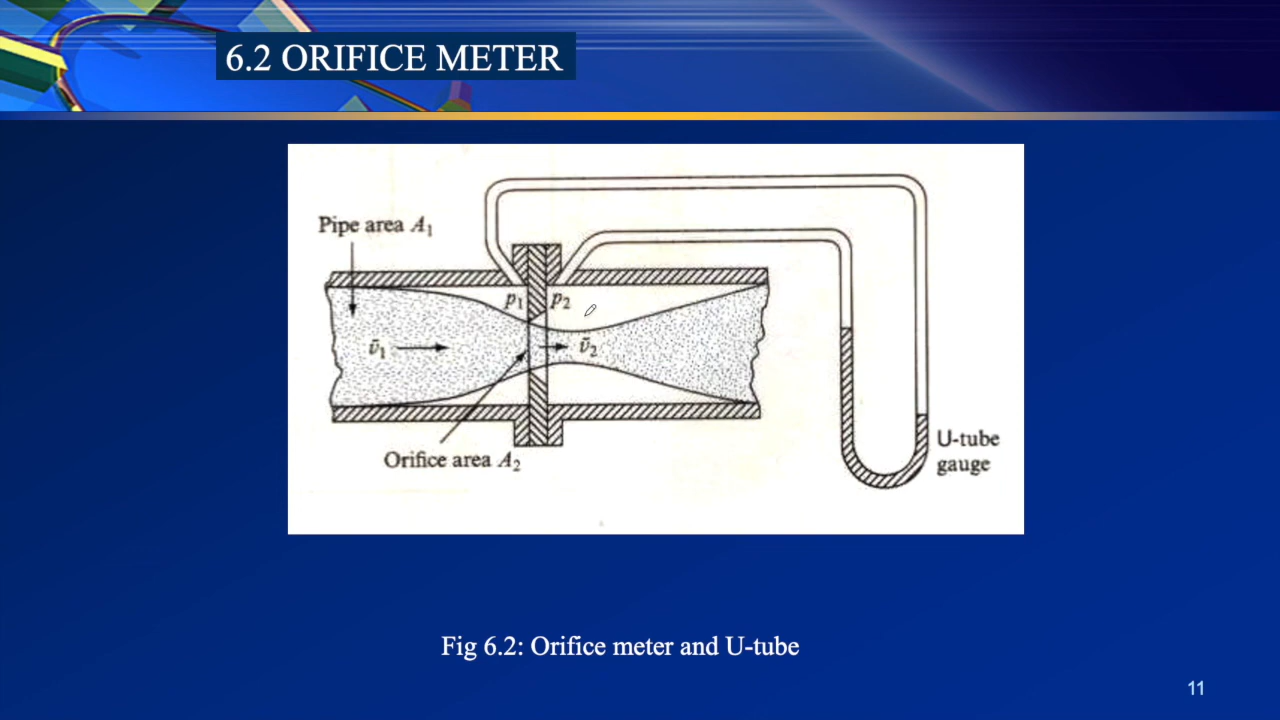 6.2 ORIFICE METER
Pipe area A₁
p₁
p₂
v̄₁
v̄₂
Orifice area A₂
U-tube
gauge
Fig 6.2: Orifice meter and U-tube
11